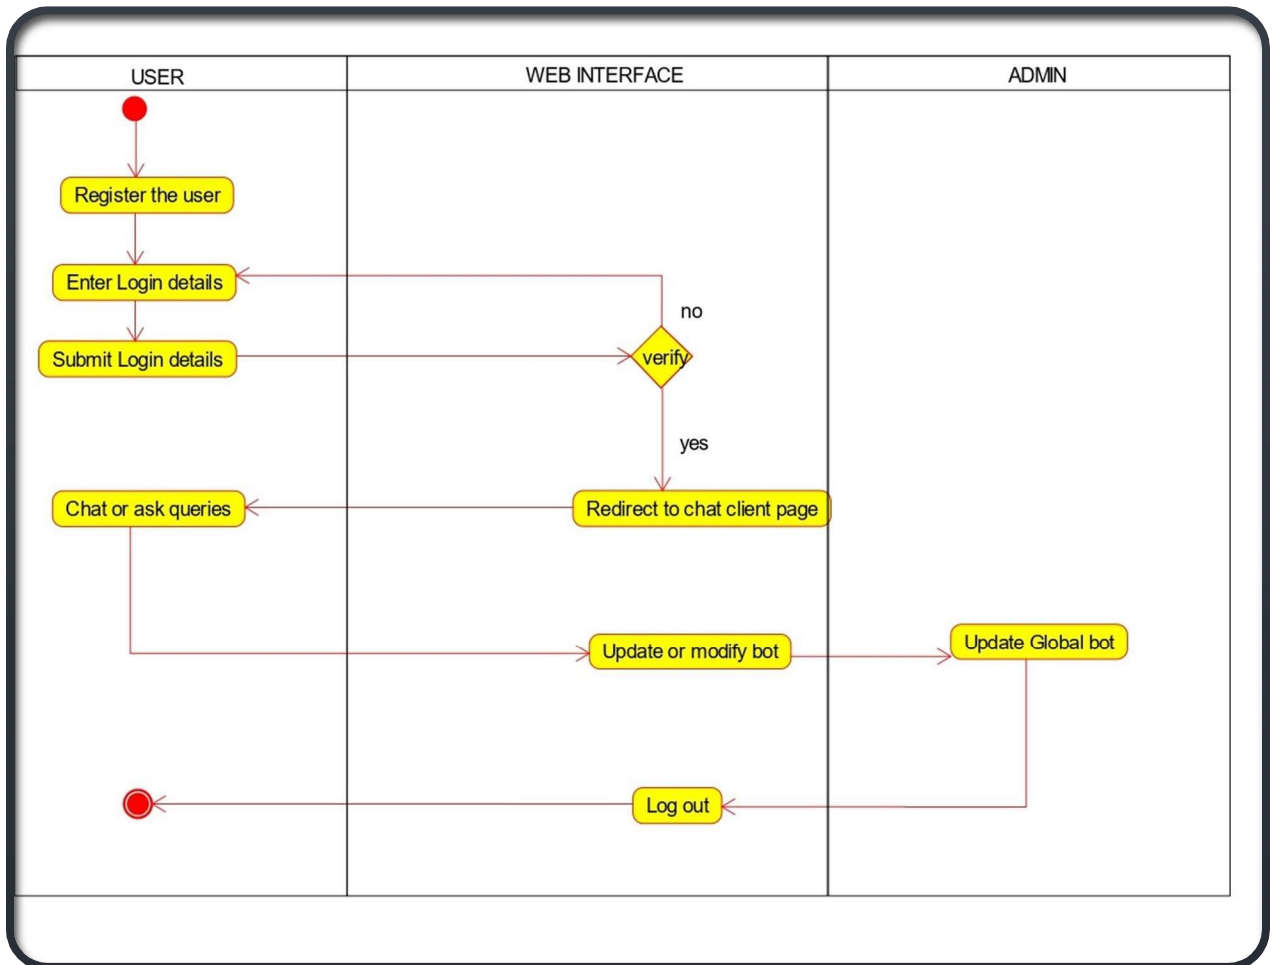 USER
WEB INTERFACE
ADMIN
Register the user
Enter Login details
no
Submit Login details
verify
yes
Chat or ask queries
Redirect to chat client page
Update or modify bot
Update Global bot
Log out